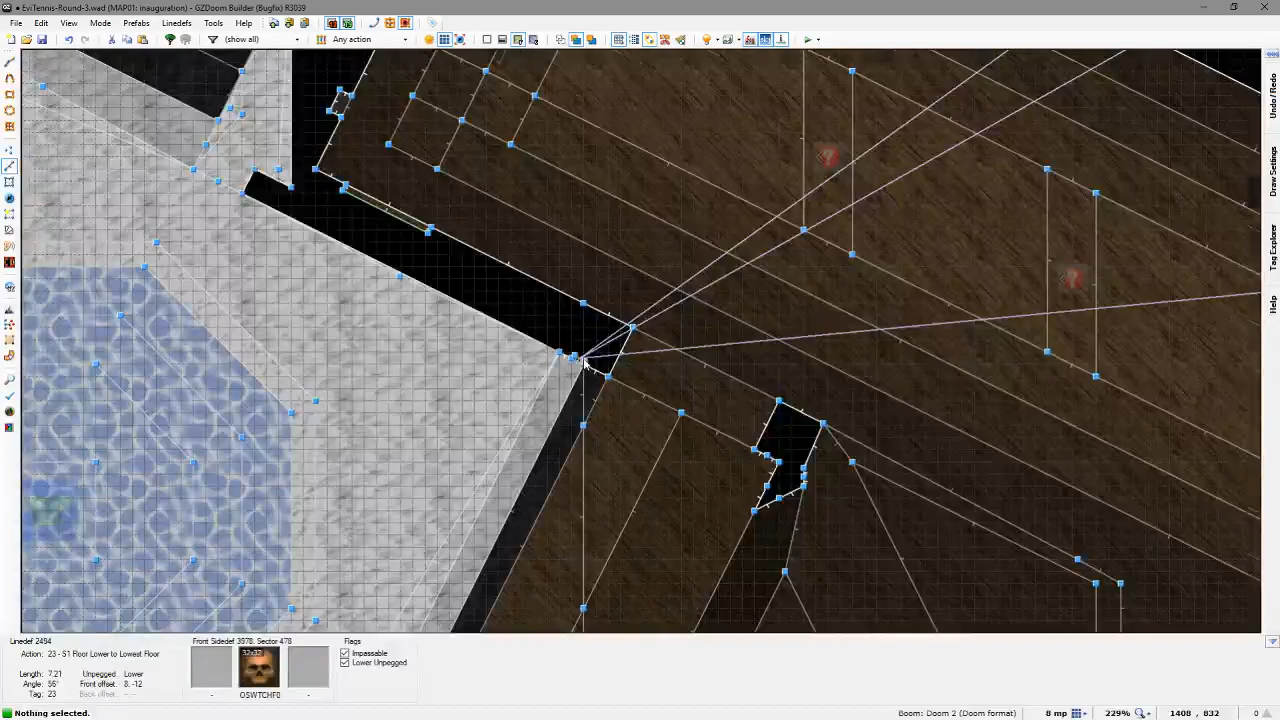 EviTennis-Round-3.wad (MAP01: inauguration) - GZDoom Builder (Bugfix) R3039
File Edit View Mode Prefabs Linedefs Tools Help
(show all) Any action
Undo / Redo
Draw Settings
Tag Explorer
Help
Linedef 2494
Action: 23 - S1 Floor Lower to Lowest Floor
Length: 7.21 Unpegged: Lower
Angle: 56° Front offset: 8, -12
Tag: 23 Back offset: --, --
Front Sidedef 3978, Sector 478
32x32
- OSWTCHF0 -
Flags
Impassable
Lower Unpegged
Nothing selected.
Boom: Doom 2 (Doom format) 8 mp 229% 1408 , 832 0